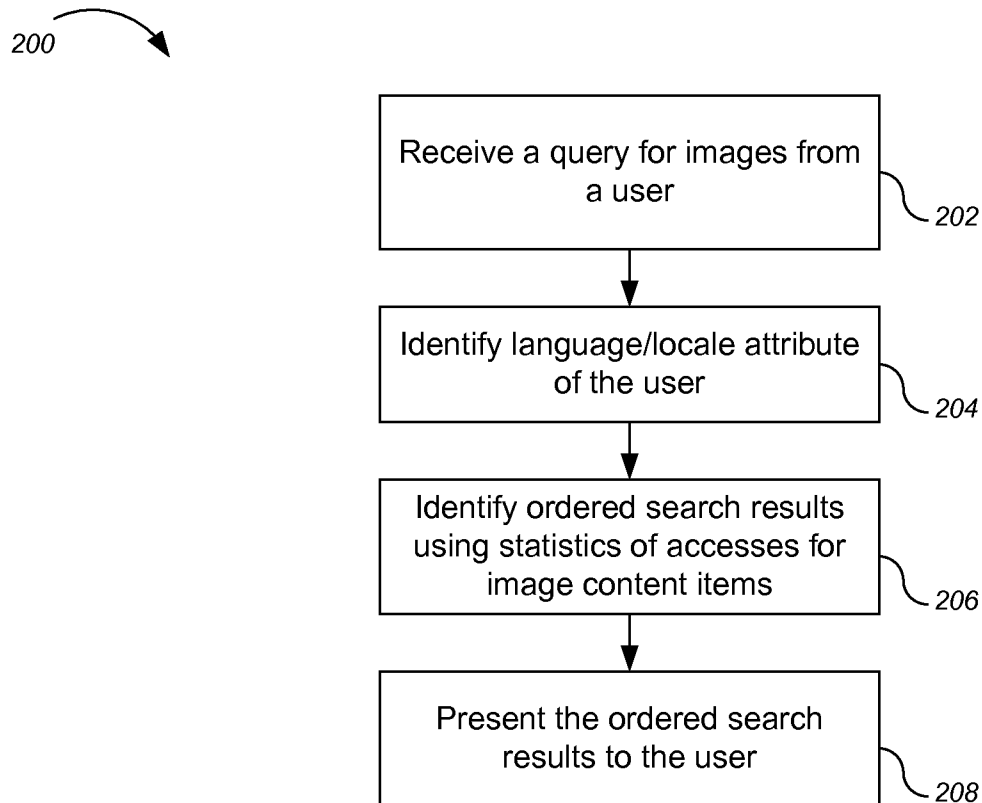 200
Receive a query for images from
a user
202
Identify language/locale attribute
of the user
204
Identify ordered search results
using statistics of accesses for
image content items
206
Present the ordered search
results to the user
208